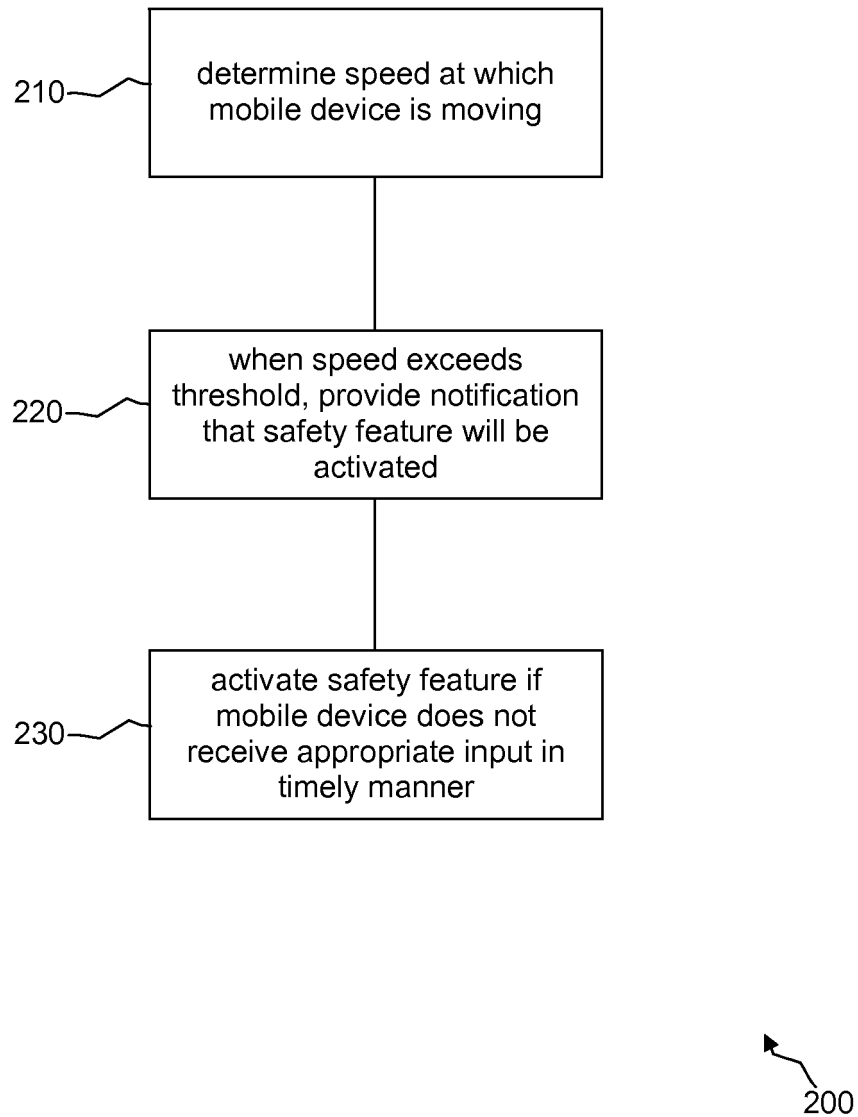 210
determine speed at which
mobile device is moving
220
when speed exceeds
threshold, provide notification
that safety feature will be
activated
230
activate safety feature if
mobile device does not
receive appropriate input in
timely manner
200